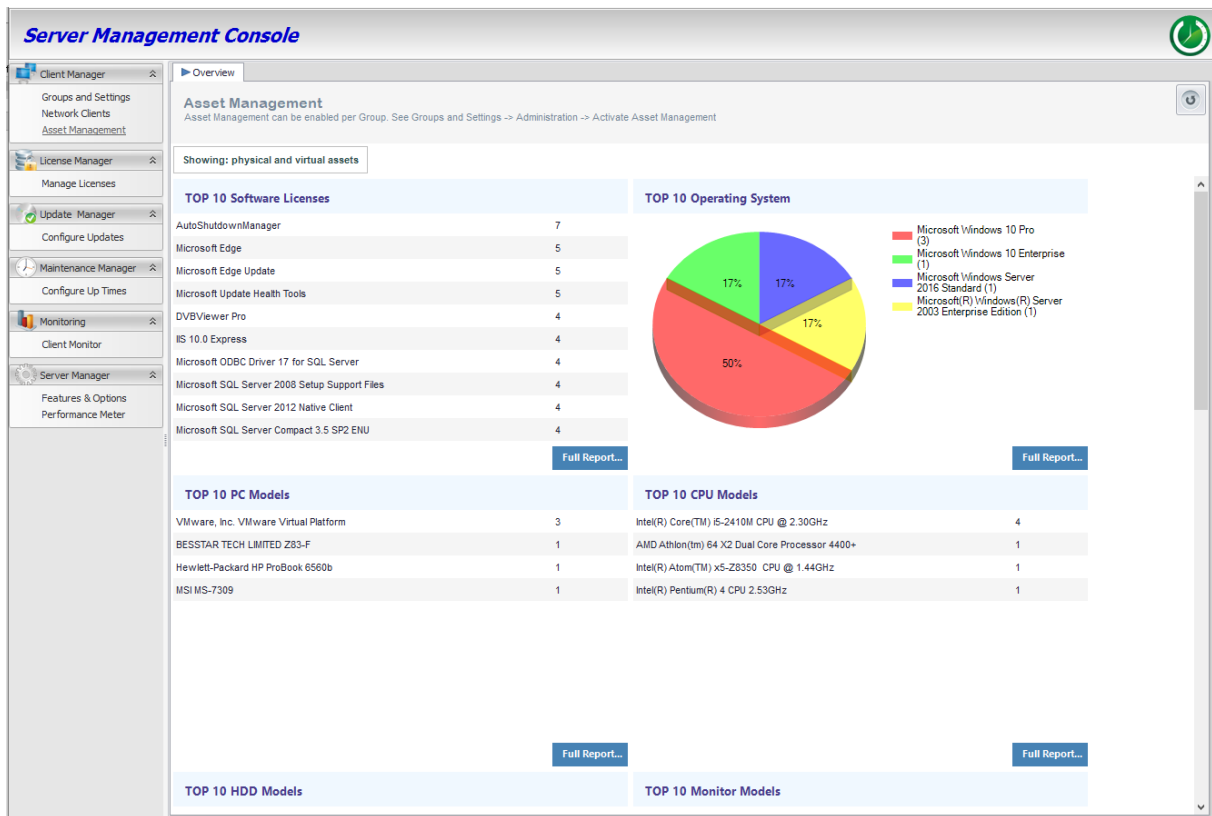 Server Management Console
Client Manager
Groups and Settings
Network Clients
Asset Management
License Manager
Manage Licenses
Update Manager
Configure Updates
Maintenance Manager
Configure Up Times
Monitoring
Client Monitor
Server Manager
Features & Options
Performance Meter
Overview
Asset Management
Asset Management can be enabled per Group. See Groups and Settings -> Administration -> Activate Asset Management
Showing: physical and virtual assets
TOP 10 Software Licenses
AutoShutdownManager 7
Microsoft Edge 5
Microsoft Edge Update 5
Microsoft Update Health Tools 5
DVBViewer Pro 4
IIS 10.0 Express 4
Microsoft ODBC Driver 17 for SQL Server 4
Microsoft SQL Server 2008 Setup Support Files 4
Microsoft SQL Server 2012 Native Client 4
Microsoft SQL Server Compact 3.5 SP2 ENU 4
Full Report...
TOP 10 Operating System
17%
17%
17%
50%
Microsoft Windows 10 Pro
(3)
Microsoft Windows 10 Enterprise
(1)
Microsoft Windows Server
2016 Standard (1)
Microsoft(R) Windows(R) Server
2003 Enterprise Edition (1)
Full Report...
TOP 10 PC Models
VMware, Inc. VMware Virtual Platform 3
BESSTAR TECH LIMITED Z83-F 1
Hewlett-Packard HP ProBook 6560b 1
MSI MS-7309 1
Full Report...
TOP 10 CPU Models
Intel(R) Core(TM) i5-2410M CPU @ 2.30GHz 4
AMD Athlon(tm) 64 X2 Dual Core Processor 4400+ 1
Intel(R) Atom(TM) x5-Z8350 CPU @ 1.44GHz 1
Intel(R) Pentium(R) 4 CPU 2.53GHz 1
Full Report...
TOP 10 HDD Models
TOP 10 Monitor Models